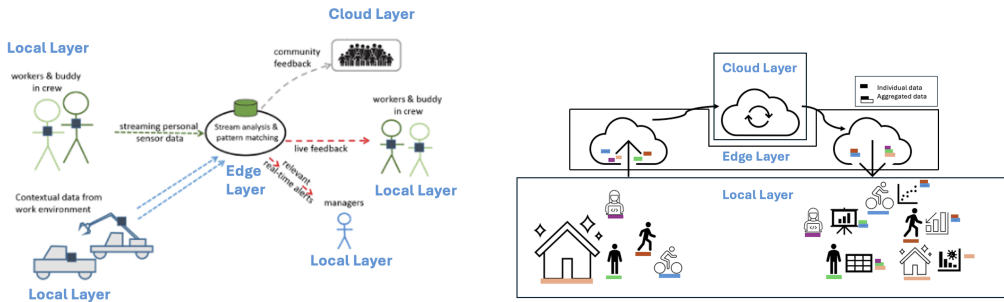 Cloud Layer
Local Layer
community
feedback
workers & buddy
in crew
streaming personal
sensor data
Stream analysis &
pattern matching
live feedback
workers & buddy
in crew
Edge
Layer
relevant
real-time alerts
Local Layer
Contextual data from
work environment
managers
Local Layer
Local Layer
Cloud Layer
Individual data
Aggregated data
Edge Layer
Local Layer